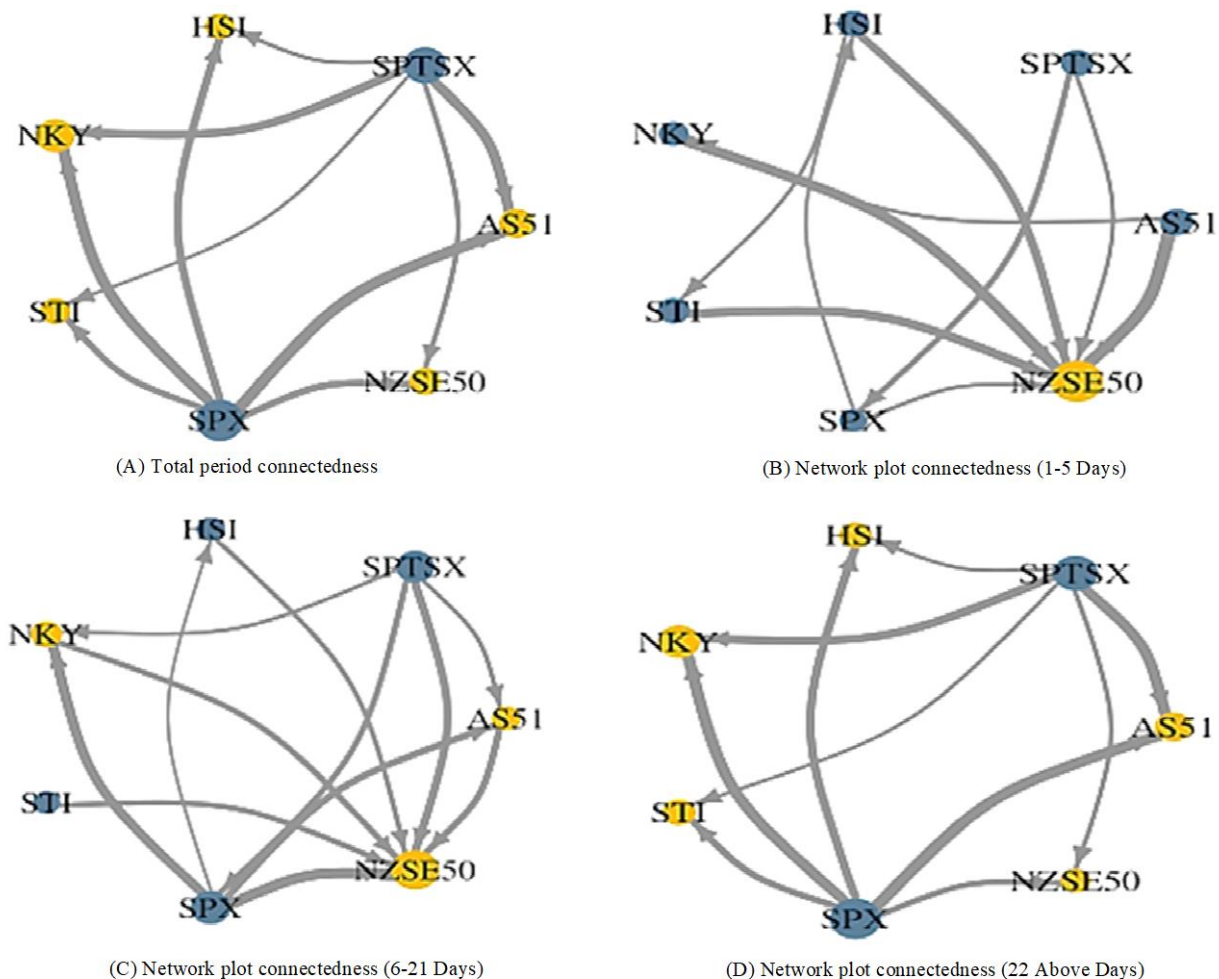 HSI
SPTSX
NKY
AS51
STI
NZSE50
SPX
(A) Total period connectedness
HSI
SPTSX
NKY
AS51
STI
NZSE50
SPX
(B) Network plot connectedness (1-5 Days)
HSI
SPTSX
NKY
AS51
STI
NZSE50
SPX
(C) Network plot connectedness (6-21 Days)
HSI
SPTSX
NKY
AS51
STI
NZSE50
SPX
(D) Network plot connectedness (22 Above Days)